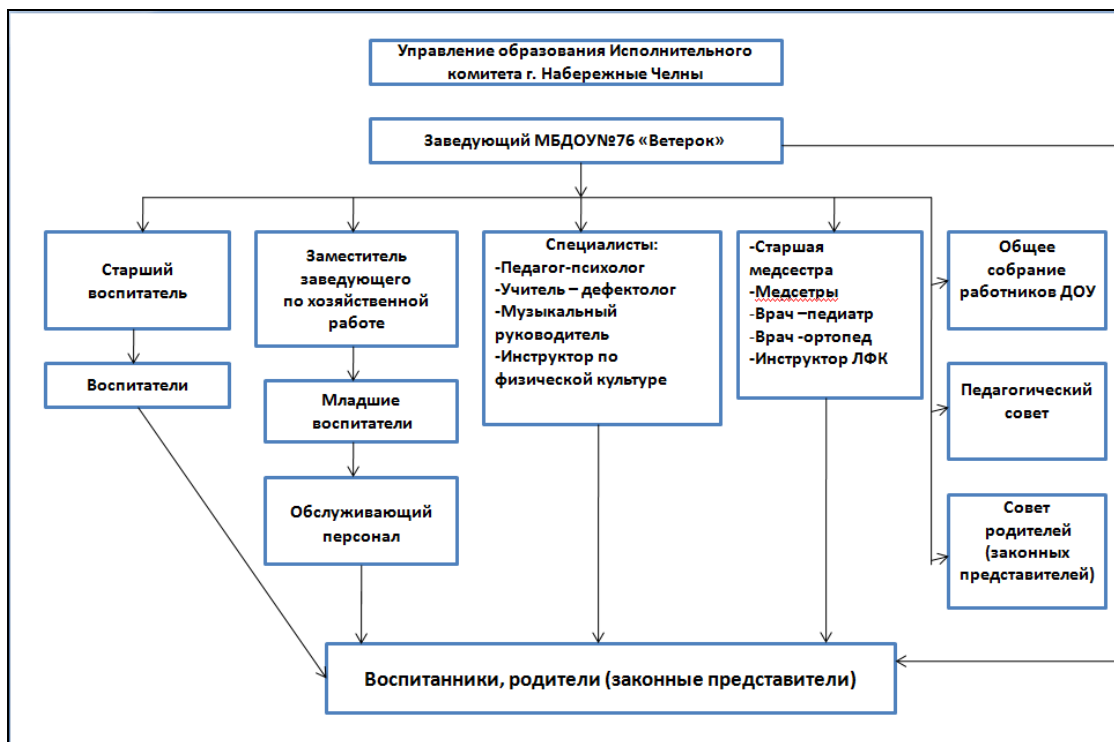 Управление образования Исполнительного
комитета г. Набережные Челны
Заведующий МБДОУ№76 «Ветерок»
Старший
воспитатель
Воспитатели
Заместитель
заведующего
по хозяйственной
работе
Младшие
воспитатели
Обслуживающий
персонал
Специалисты:
-Педагог-психолог
-Учитель – дефектолог
-Музыкальный
руководитель
-Инструктор по
физической культуре
-Старшая
медсестра
-Медсетры
-Врач –педиатр
-Врач -ортопед
-Инструктор ЛФК
Общее
собрание
работников ДОУ
Педагогический
совет
Совет
родителей
(законных
представителей)
Воспитанники, родители (законные представители)